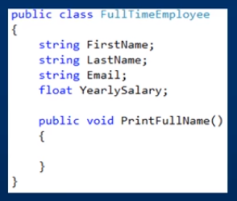 public class FullTimeEmployee
{
string FirstName;
string LastName;
string Email;
float YearlySalary;
public void PrintFullName()
{
}
}